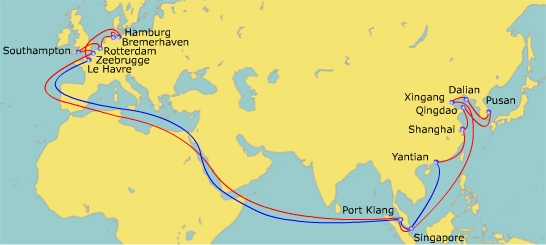 Hamburg
Bremerhaven
Southampton
Rotterdam
Zeebrugge
Le Havre
Dalian
Xingang
Pusan
Qingdao
Shanghai
Yantian
Port Klang
Singapore